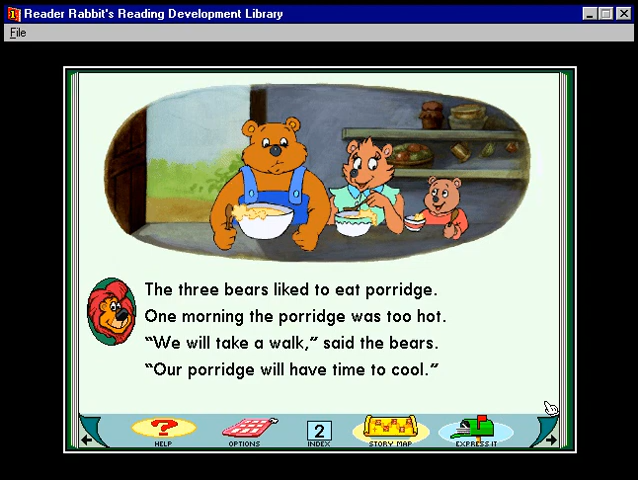 Reader Rabbit's Reading Development Library
File
The three bears liked to eat porridge.
One morning the porridge was too hot.
“We will take a walk,” said the bears.
“Our porridge will have time to cool.”
HELP
OPTIONS
2
INDEX
STORY MAP
EXPRESS IT